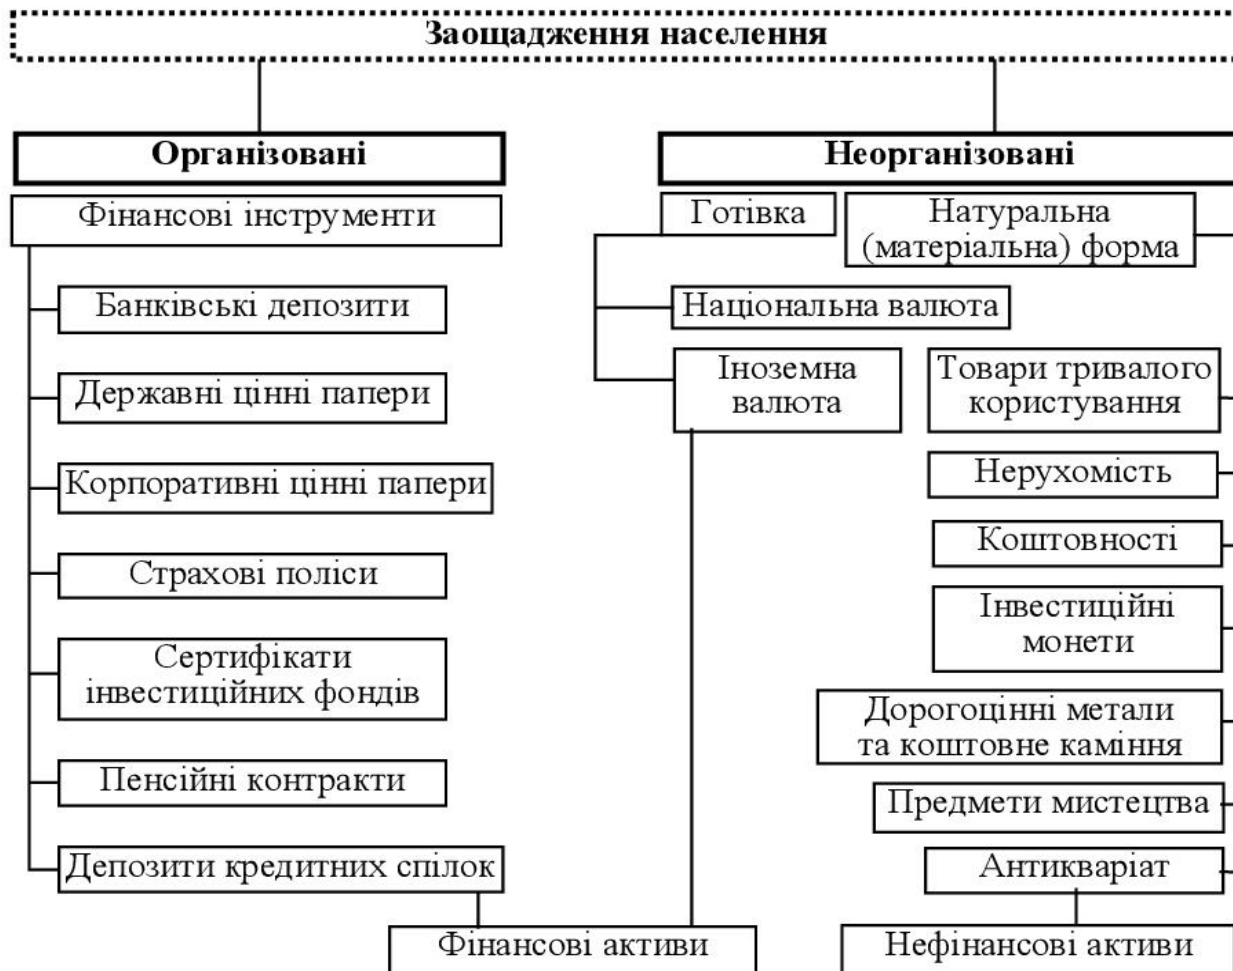 Заощадження населення
Організовані
Неорганізовані
Фінансові інструменти
Готівка
Натуральна
(матеріальна) форма
Банківські депозити
Національна валюта
Державні цінні папери
Іноземна
валюта
Товари тривалого
користування
Корпоративні цінні папери
Нерухомість
Страхові поліси
Коштовності
Сертифікати
інвестиційних фондів
Інвестиційні
монети
Дорогоцінні метали
та коштовне каміння
Пенсійні контракти
Предмети мистецтва
Депозити кредитних спілок
Антикваріат
Фінансові активи
Нефінансові активи